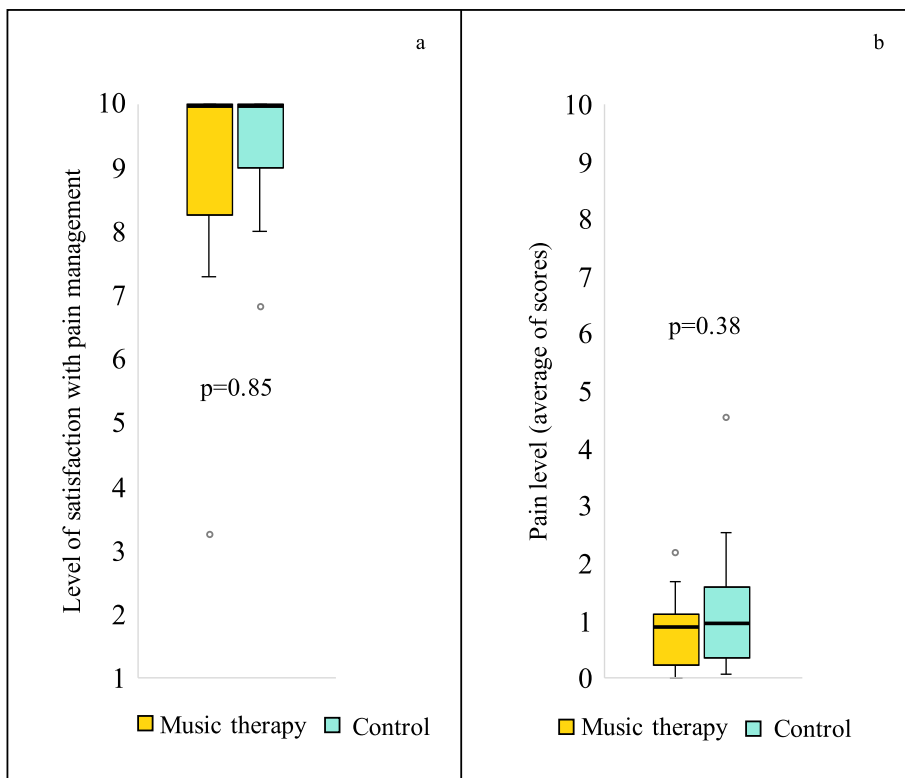 a
Level of satisfaction with pain management
10
9
8
7
6
5
4
3
2
1
p=0.85
Music therapy
Control
b
Pain level (average of scores)
10
9
8
7
6
5
4
3
2
1
0
p=0.38
Music therapy
Control